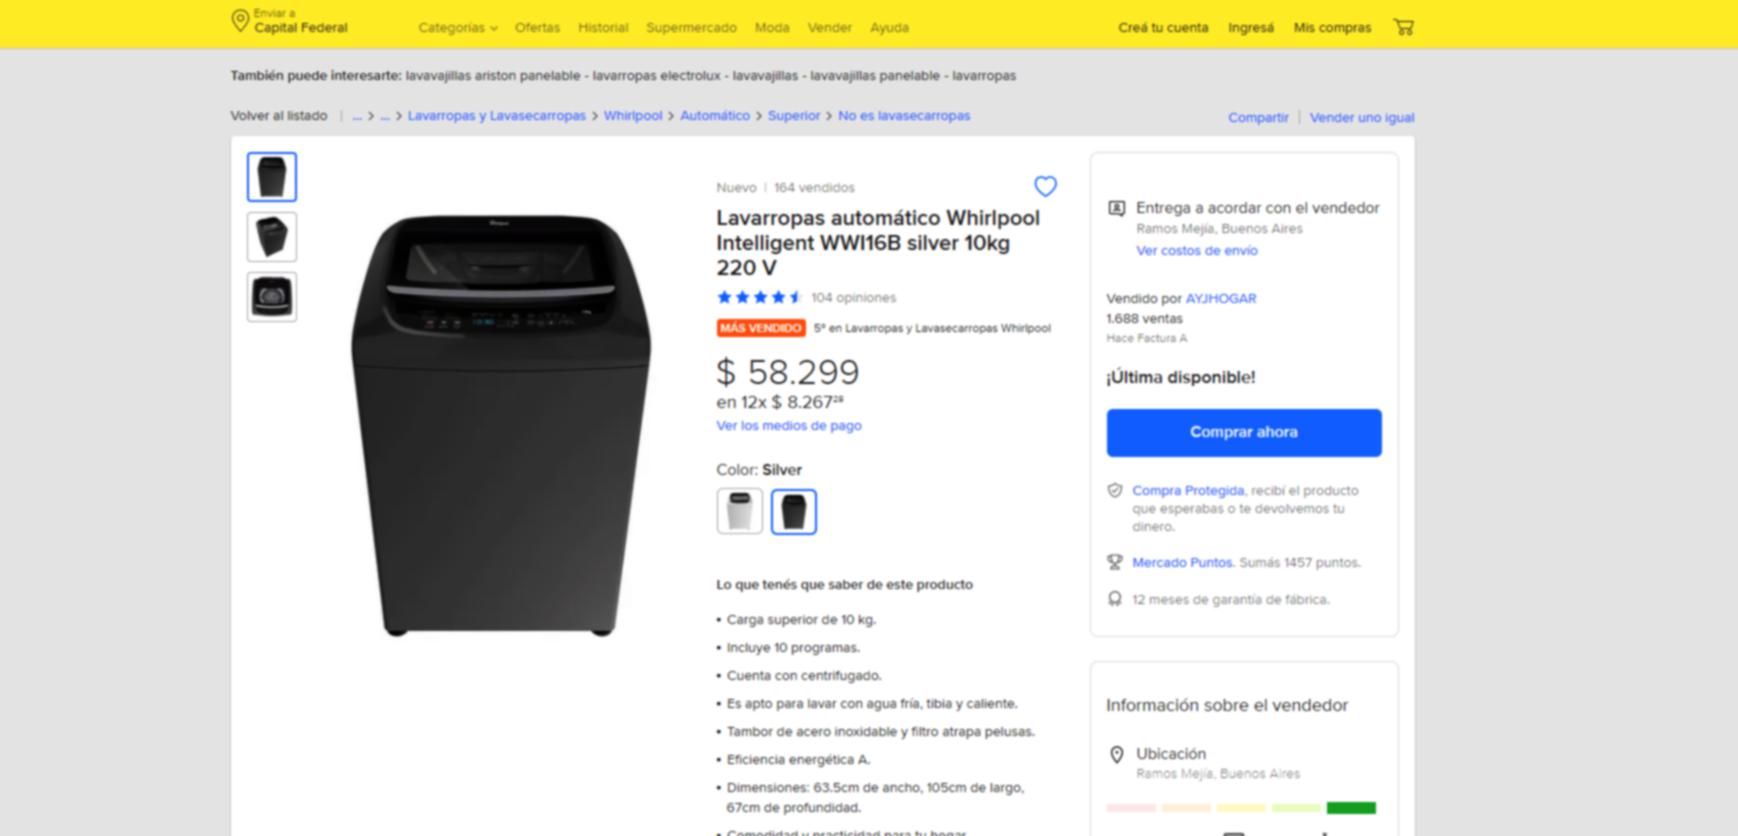 Enviar a
Capital Federal
Categorías Ofertas Historial Supermercado Moda Vender Ayuda
Creá tu cuenta Ingresá Mis compras
También puede interesarte: lavavajillas ariston panelable - lavarropas electrolux - lavavajillas - lavavajillas panelable - lavarropas
Volver al listado | ... > ... > Lavarropas y Lavasecarropas > Whirlpool > Automático > Superior > No es lavasecarropas
Compartir | Vender uno igual
Nuevo | 164 vendidos
Lavarropas automático Whirlpool
Intelligent WWI16B silver 10kg
220 V
104 opiniones
MÁS VENDIDO 5º en Lavarropas y Lavasecarropas Whirlpool
$ 58.299
en 12x $ 8.267²⁸
Ver los medios de pago
Color: Silver
Lo que tenés que saber de este producto
• Carga superior de 10 kg.
• Incluye 10 programas.
• Cuenta con centrifugado.
• Es apto para lavar con agua fría, tibia y caliente.
• Tambor de acero inoxidable y filtro atrapa pelusas.
• Eficiencia energética A.
• Dimensiones: 63.5cm de ancho, 105cm de largo,
67cm de profundidad.
• Comodidad y practicidad para tu hogar.
Entrega a acordar con el vendedor
Ramos Mejía, Buenos Aires
Ver costos de envío
Vendido por AYJHOGAR
1.688 ventas
Hace Factura A
¡Última disponible!
Comprar ahora
Compra Protegida, recibí el producto
que esperabas o te devolvemos tu
dinero.
Mercado Puntos. Sumás 1457 puntos.
12 meses de garantía de fábrica.
Información sobre el vendedor
Ubicación
Ramos Mejía, Buenos Aires